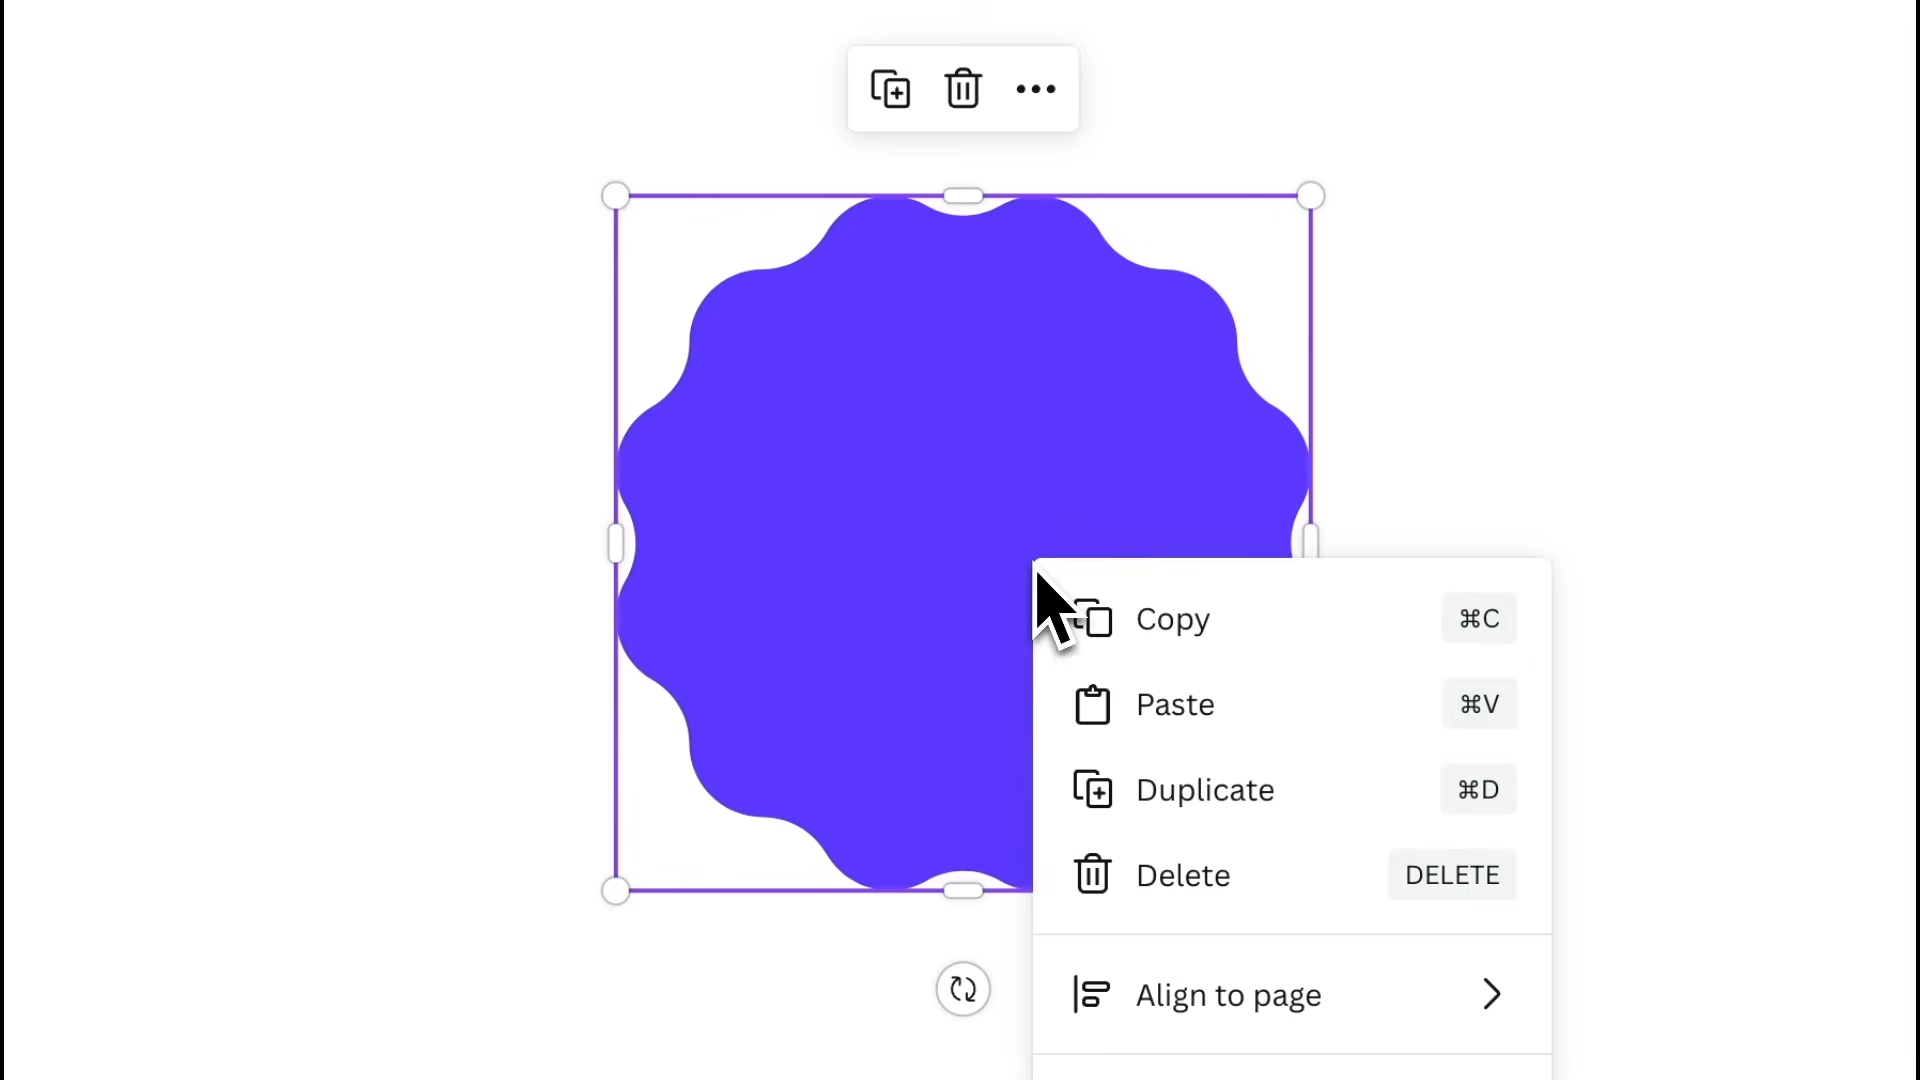 Copy ⌘C
Paste ⌘V
Duplicate ⌘D
Delete DELETE
Align to page